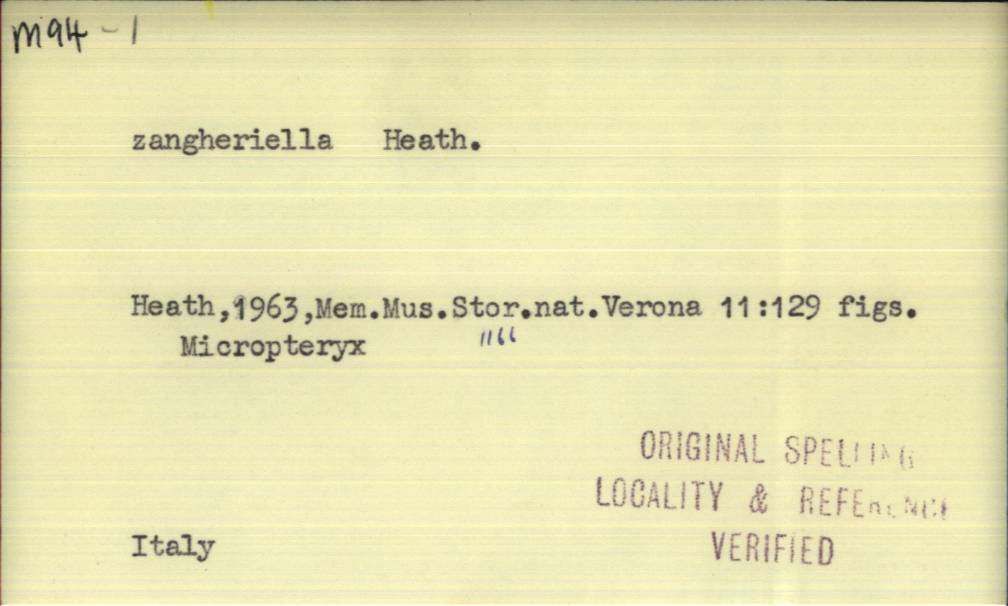 M94-1
zangheriella Heath.
Heath,1963,Mem.Mus.Stor.nat.Verona 11:129 figs.
Micropteryx 1166
ORIGINAL SPELLING
LOCALITY & REFERENCE
Italy VERIFIED